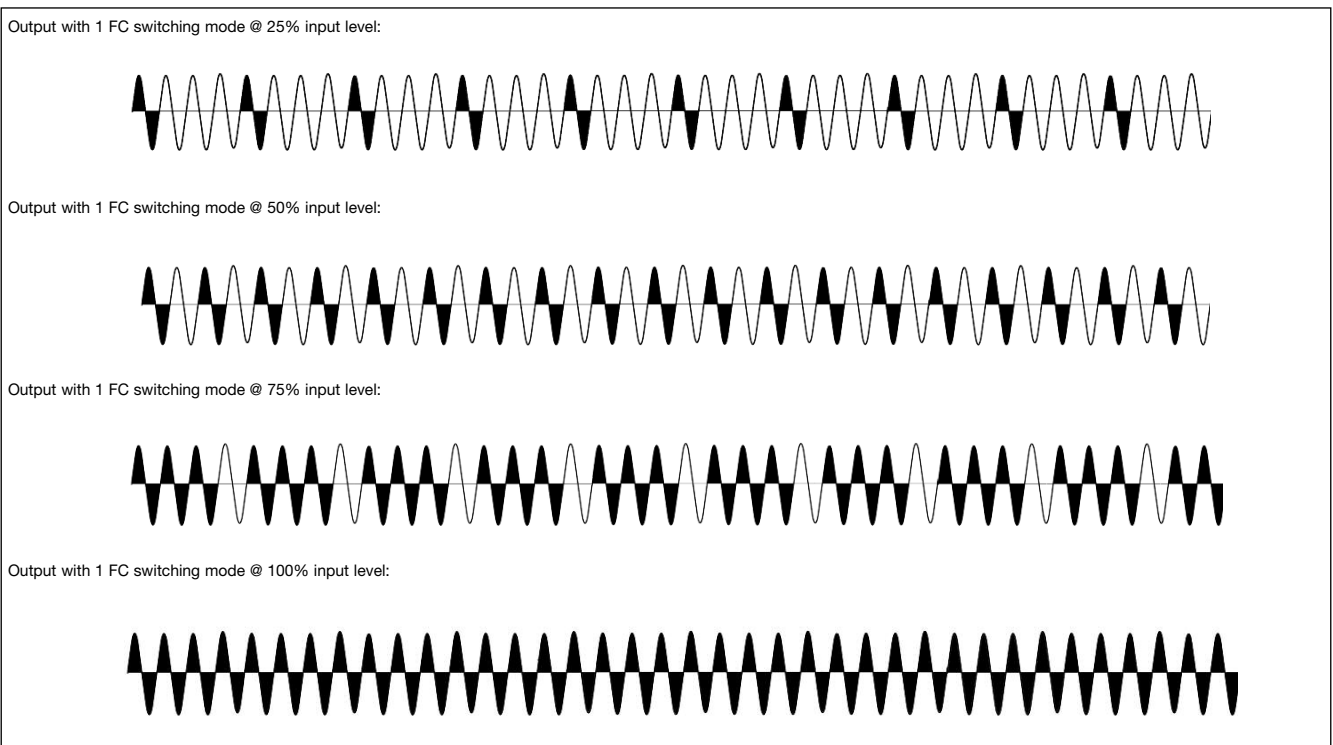 Output with 1 FC switching mode @ 25% input level:
Output with 1 FC switching mode @ 50% input level:
Output with 1 FC switching mode @ 75% input level:
Output with 1 FC switching mode @ 100% input level: